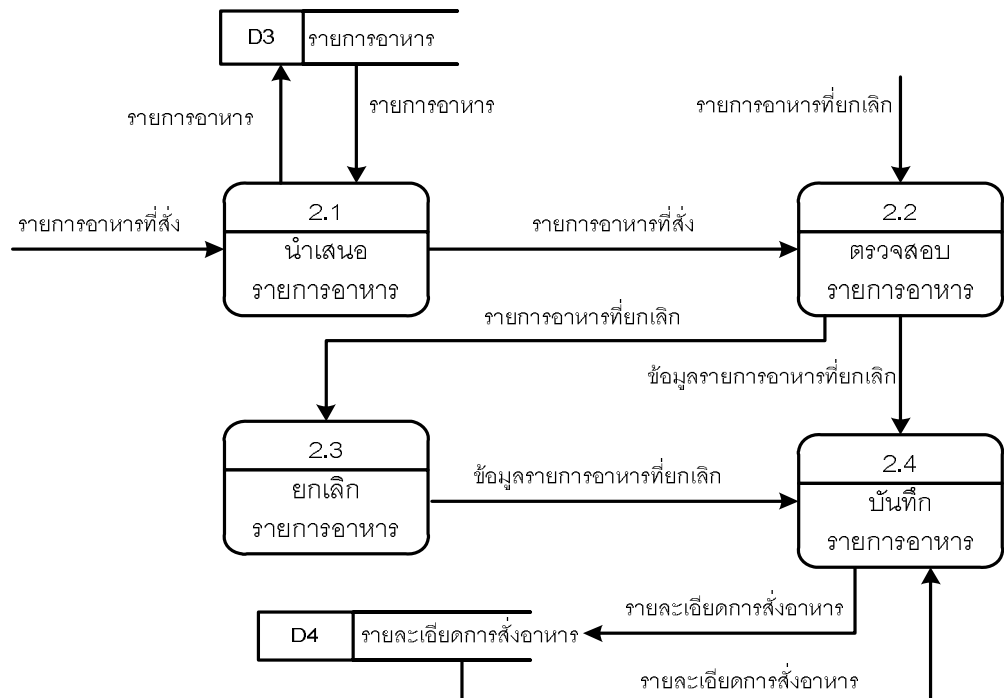 D3 รายการอาหาร
รายการอาหาร
รายการอาหาร
รายการอาหารที่ยกเลิก
รายการอาหารที่สั่ง
2.1
นำเสนอ
รายการอาหาร
รายการอาหารที่สั่ง
2.2
ตรวจสอบ
รายการอาหาร
รายการอาหารที่ยกเลิก
ข้อมูลรายการอาหารที่ยกเลิก
2.3
ยกเลิก
รายการอาหาร
ข้อมูลรายการอาหารที่ยกเลิก
2.4
บันทึก
รายการอาหาร
รายละเอียดการสั่งอาหาร
D4 รายละเอียดการสั่งอาหาร
รายละเอียดการสั่งอาหาร